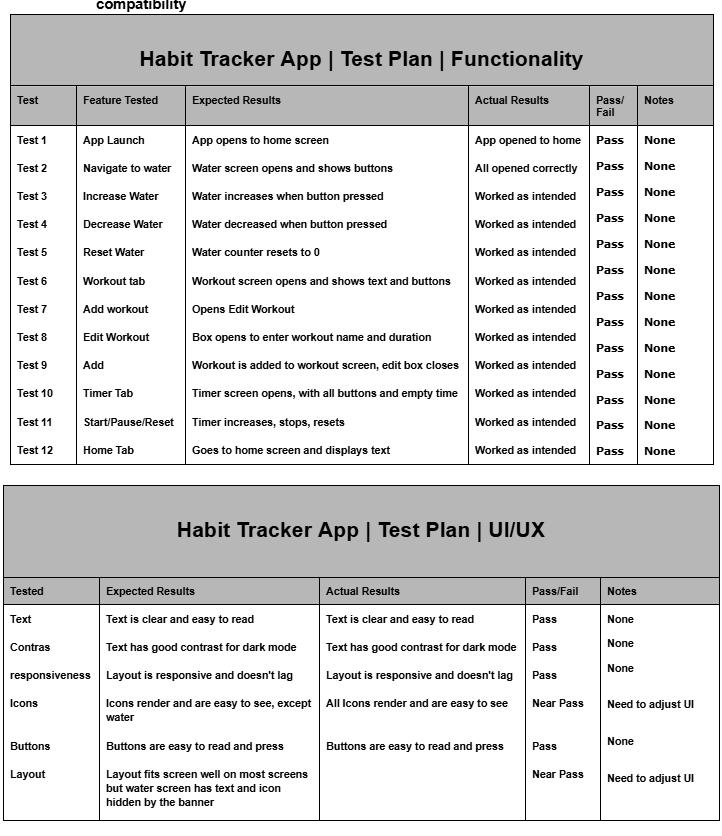 compatibility
Habit Tracker App | Test Plan | Functionality
Test Feature Tested Expected Results Actual Results Pass/ Fail Notes
Test 1 App Launch App opens to home screen App opened to home Pass None
Test 2 Navigate to water Water screen opens and shows buttons All opened correctly Pass None
Test 3 Increase Water Water increases when button pressed Worked as intended Pass None
Test 4 Decrease Water Water decreased when button pressed Worked as intended Pass None
Test 5 Reset Water Water counter resets to 0 Worked as intended Pass None
Test 6 Workout tab Workout screen opens and shows text and buttons Worked as intended Pass None
Test 7 Add workout Opens Edit Workout Worked as intended Pass None
Test 8 Edit Workout Box opens to enter workout name and duration Worked as intended Pass None
Test 9 Add Workout is added to workout screen, edit box closes Worked as intended Pass None
Test 10 Timer Tab Timer screen opens, with all buttons and empty time Worked as intended Pass None
Test 11 Start/Pause/Reset Timer increases, stops, resets Worked as intended Pass None
Test 12 Home Tab Goes to home screen and displays text Worked as intended Pass None
Pass None
Habit Tracker App | Test Plan | UI/UX
Tested Expected Results Actual Results Pass/Fail Notes
Text Text is clear and easy to read Text is clear and easy to read Pass None
Contras Text has good contrast for dark mode Text has good contrast for dark mode Pass None
responsiveness Layout is responsive and doesn't lag Layout is responsive and doesn't lag Pass None
Icons Icons render and are easy to see, except All Icons render and are easy to see Near Pass Need to adjust UI
water
Buttons Buttons are easy to read and press Buttons are easy to read and press Pass None
Layout Layout fits screen well on most screens Near Pass Need to adjust UI
but water screen has text and icon
hidden by the banner